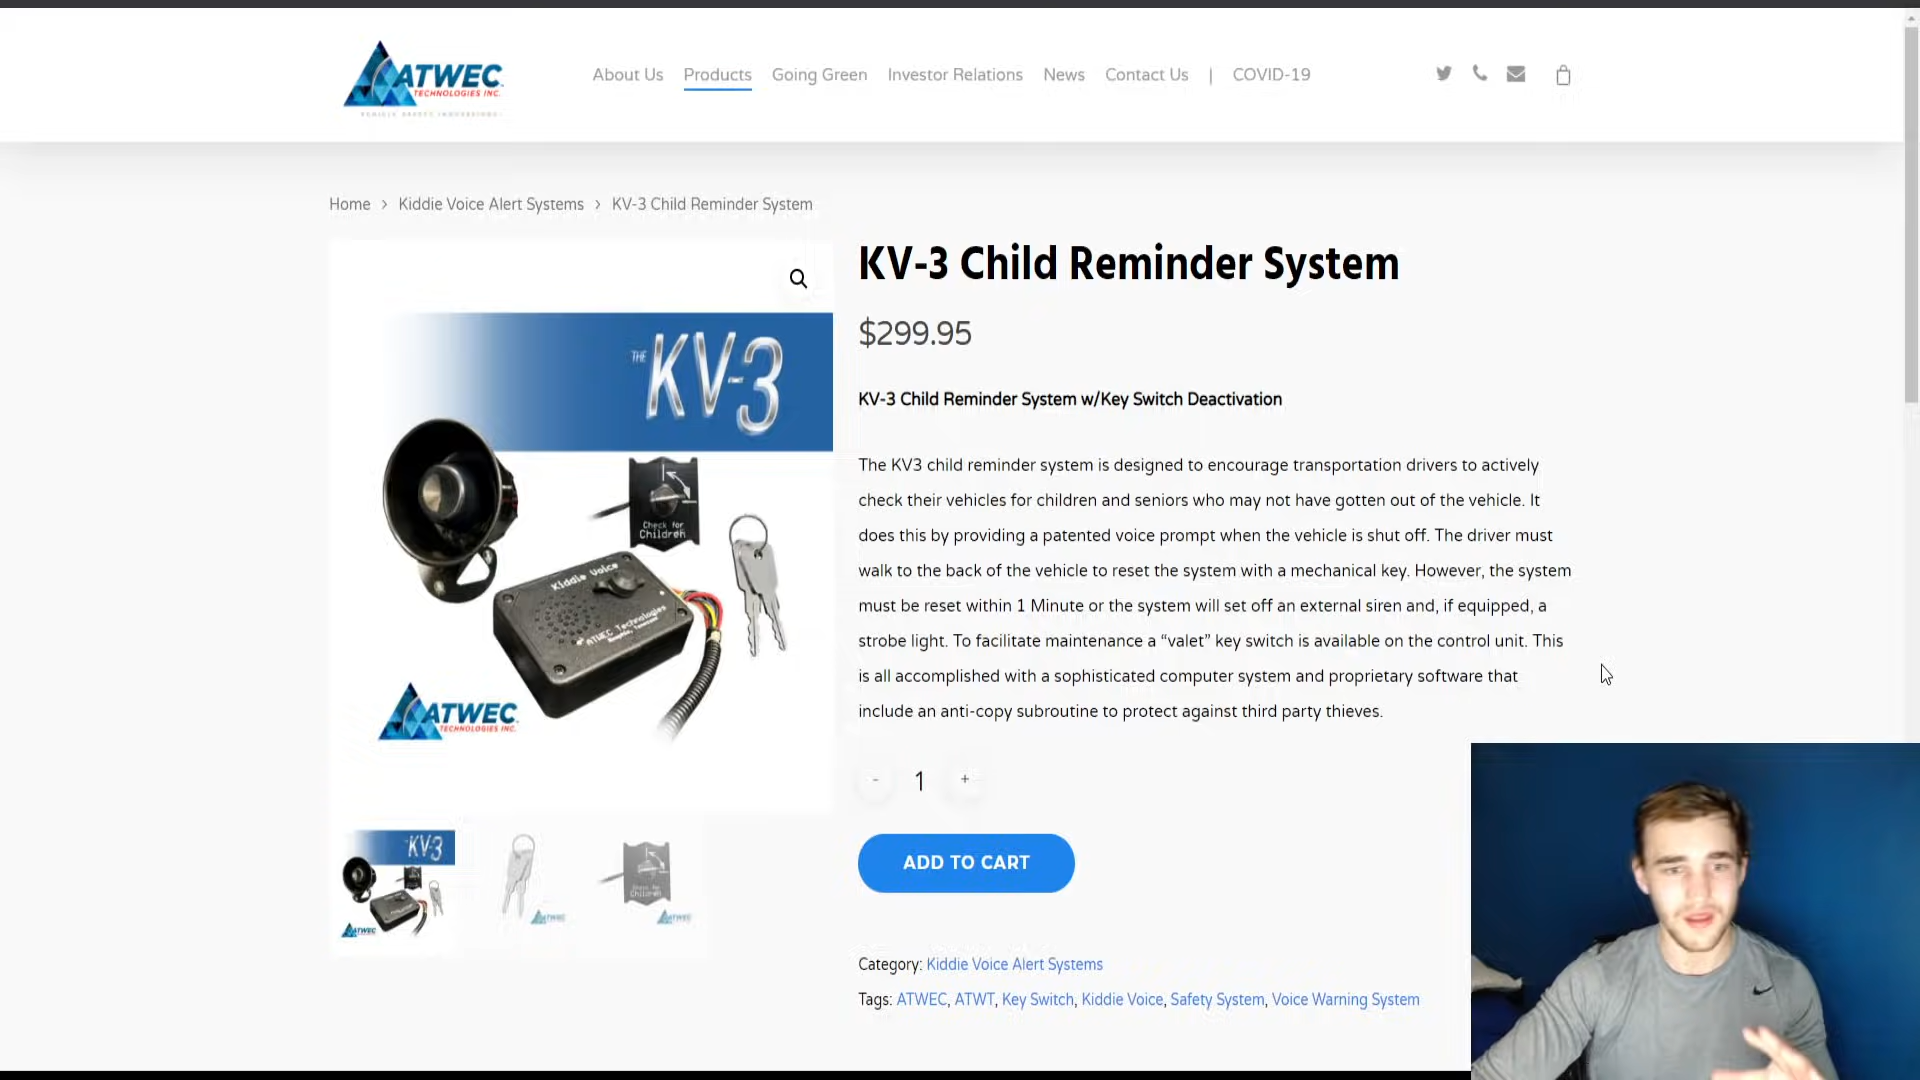 ATWEC
TECHNOLOGIES INC.
About Us Products Going Green Investor Relations News Contact Us | COVID-19
Home > Kiddie Voice Alert Systems > KV-3 Child Reminder System
KV-3 Child Reminder System
$299.95
KV-3 Child Reminder System w/Key Switch Deactivation
The KV3 child reminder system is designed to encourage transportation drivers to actively
check their vehicles for children and seniors who may not have gotten out of the vehicle. It
does this by providing a patented voice prompt when the vehicle is shut off. The driver must
walk to the back of the vehicle to reset the system with a mechanical key. However, the system
must be reset within 1 Minute or the system will set off an external siren and, if equipped, a
strobe light. To facilitate maintenance a “valet” key switch is available on the control unit. This
is all accomplished with a sophisticated computer system and proprietary software that
include an anti-copy subroutine to protect against third party thieves.
THE KV-3
Check for
Children
Kiddie Voice
ATWEC Technologies
ATWEC
TECHNOLOGIES INC.
- 1 +
ADD TO CART
KV-3
ATWEC
ATWEC
ATWEC
Category: Kiddie Voice Alert Systems
Tags: ATWEC, ATWT, Key Switch, Kiddie Voice, Safety System, Voice Warning System